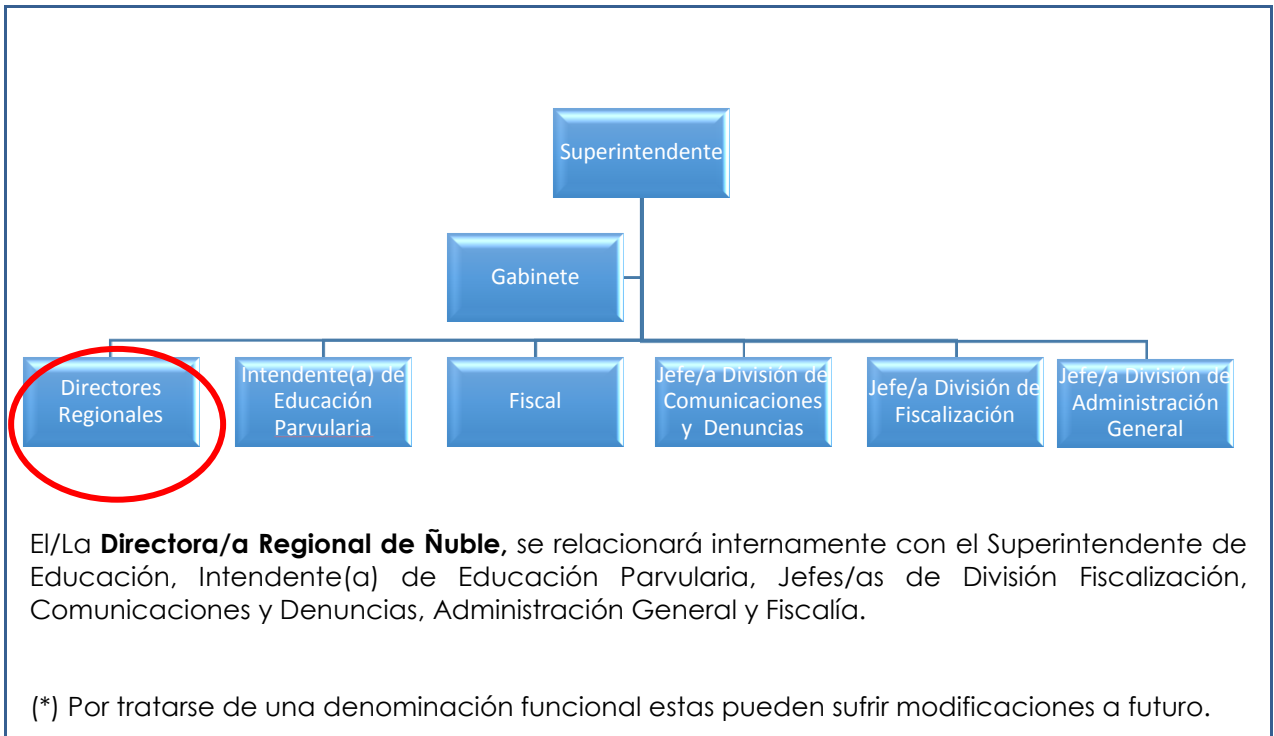 Superintendente
Gabinete
Directores
Regionales
Intendente(a) de
Educación
Parvularia
Fiscal
Jefe/a División de
Comunicaciones
y Denuncias
Jefe/a División de
Fiscalización
Jefe/a División de
Administración
General
El/La Directora/a Regional de Ñuble, se relacionará internamente con el Superintendente de
Educación, Intendente(a) de Educación Parvularia, Jefes/as de División Fiscalización,
Comunicaciones y Denuncias, Administración General y Fiscalía.
(*) Por tratarse de una denominación funcional estas pueden sufrir modificaciones a futuro.